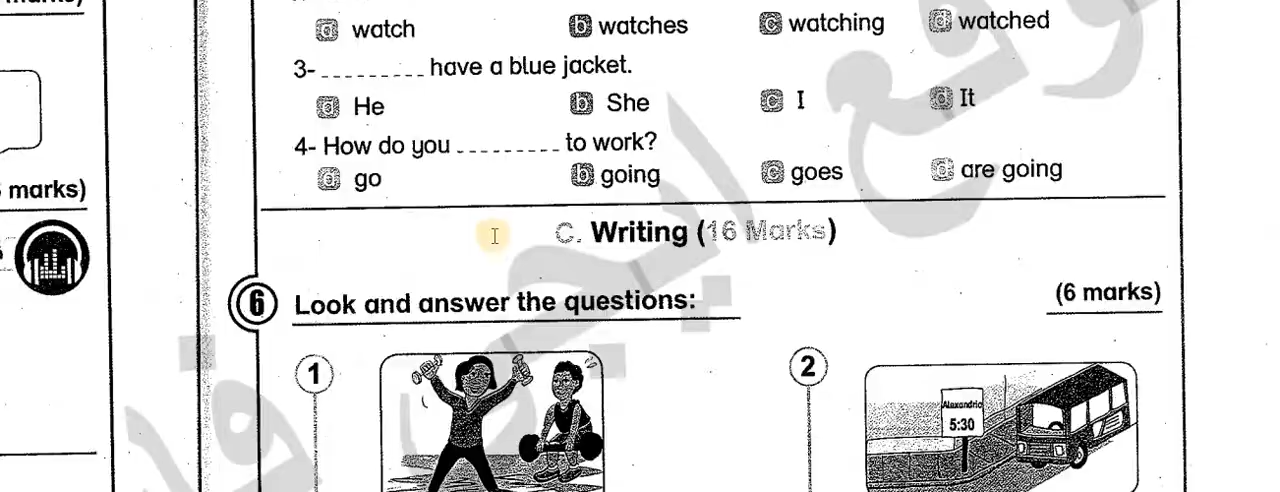 ⓐ watch ⓑ watches ⓒ watching ⓓ watched
3- _________ have a blue jacket.
ⓐ He ⓑ She ⓒ I ⓓ It
4- How do you _________ to work?
ⓐ go ⓑ going ⓒ goes ⓓ are going
marks)
C. Writing (16 Marks)
6 Look and answer the questions: (6 marks)
1
2
Alexandria
5:30